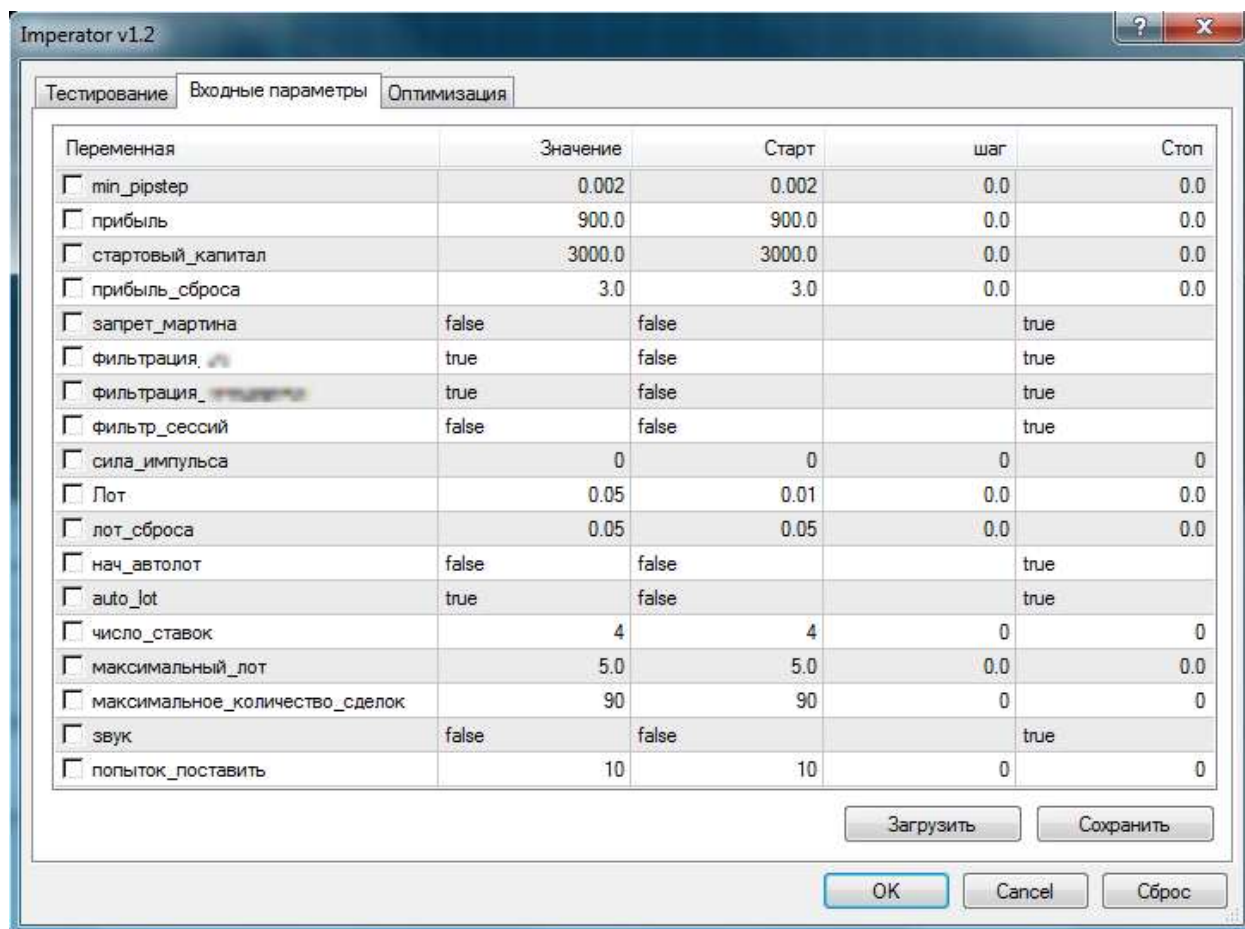 Imperator v1.2
Тестирование Входные параметры Оптимизация
Переменная Значение Старт шаг Стоп
min_pipstep 0.002 0.002 0.0 0.0
прибыль 900.0 900.0 0.0 0.0
стартовый_капитал 3000.0 3000.0 0.0 0.0
прибыль_сброса 3.0 3.0 0.0 0.0
запрет_мартина false false true
фильтрация_ true false true
фильтрация_ true false true
фильтр_сессий false false true
сила_импульса 0 0 0 0
Лот 0.05 0.01 0.0 0.0
лот_сброса 0.05 0.05 0.0 0.0
нач_автолот false false true
auto_lot true false true
число_ставок 4 4 0 0
максимальный_лот 5.0 5.0 0.0 0.0
максимальное_количество_сделок 90 90 0 0
звук false false true
попыток_поставить 10 10 0 0
Загрузить Сохранить
OK Cancel Сброс